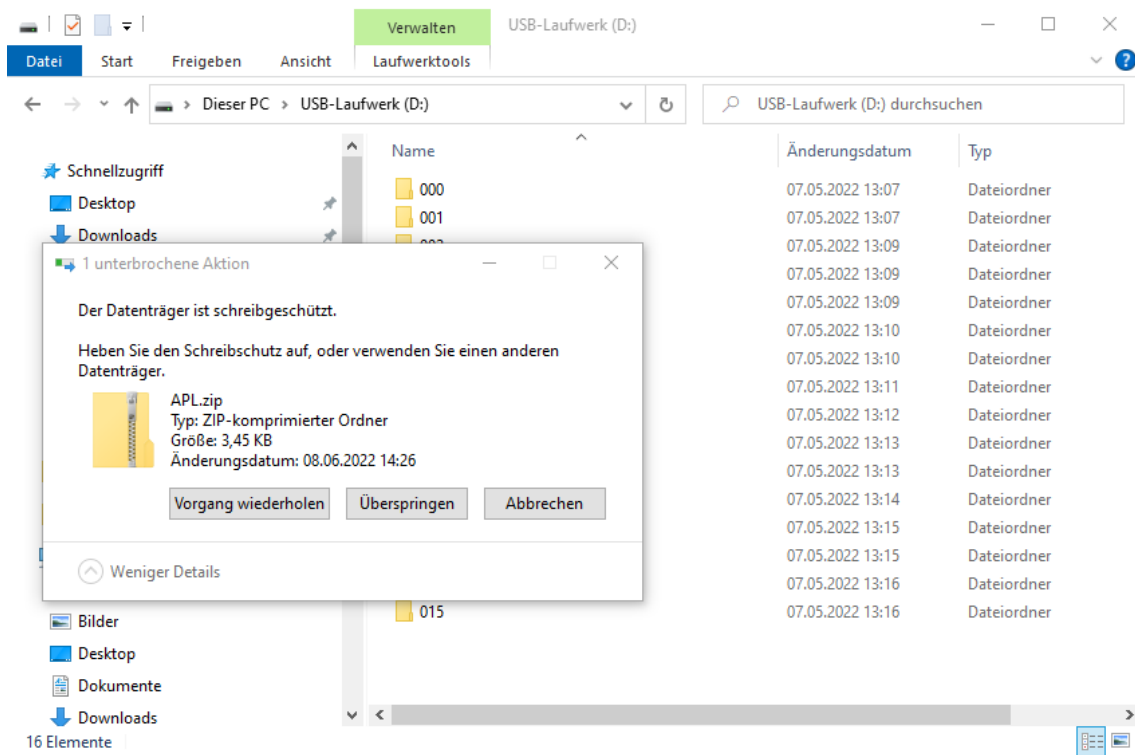 Verwalten
USB-Laufwerk (D:)
Datei Start Freigeben Ansicht Laufwerktools
Dieser PC USB-Laufwerk (D:)
USB-Laufwerk (D:) durchsuchen
Name Änderungsdatum Typ
Schnellzugriff
Desktop
Downloads
000 07.05.2022 13:07 Dateiordner
001 07.05.2022 13:07 Dateiordner
07.05.2022 13:09 Dateiordner
07.05.2022 13:09 Dateiordner
07.05.2022 13:09 Dateiordner
07.05.2022 13:10 Dateiordner
07.05.2022 13:10 Dateiordner
07.05.2022 13:11 Dateiordner
07.05.2022 13:12 Dateiordner
07.05.2022 13:13 Dateiordner
07.05.2022 13:13 Dateiordner
07.05.2022 13:14 Dateiordner
07.05.2022 13:15 Dateiordner
07.05.2022 13:15 Dateiordner
07.05.2022 13:16 Dateiordner
015 07.05.2022 13:16 Dateiordner
1 unterbrochene Aktion
Der Datenträger ist schreibgeschützt.
Heben Sie den Schreibschutz auf, oder verwenden Sie einen anderen
Datenträger.
APL.zip
Typ: ZIP-komprimierter Ordner
Größe: 3,45 KB
Änderungsdatum: 08.06.2022 14:26
Vorgang wiederholen Überspringen Abbrechen
Weniger Details
Bilder
Desktop
Dokumente
Downloads
16 Elemente